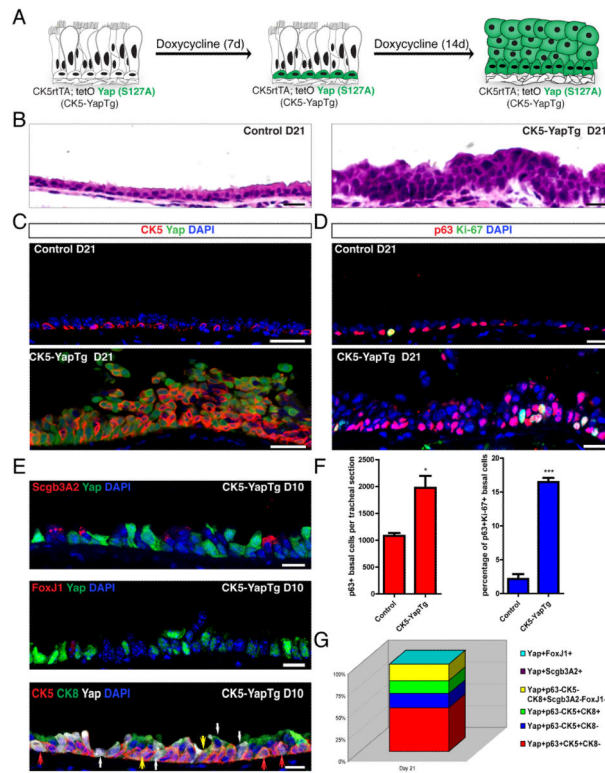 A
Doxycycline (7d)
Doxycycline (14d)
CK5rtTA; tetO Yap (S127A)
(CK5-YapTg)
CK5rtTA; tetO Yap (S127A)
(CK5-YapTg)
CK5rtTA; tetO Yap (S127A)
(CK5-YapTg)
B
Control D21
CK5-YapTg D21
C
CK5 Yap DAPI
Control D21
CK5-YapTg D21
D
p63 Ki-67 DAPI
Control D21
CK5-YapTg D21
E
Scgb3A2 Yap DAPI
CK5-YapTg D10
FoxJ1 Yap DAPI
CK5-YapTg D10
CK5 CK8 Yap
CK5-YapTg D10
F
p63+ basal cells per tracheal section
2500
2000
1500
1000
500
0
*
Control
CK5-YapTg
percentage of p63+Ki-67+ basal cells
20
15
10
5
0
***
Control
CK5-YapTg
G
100%
80%
60%
40%
20%
0%
Day 21
Yap+FoxJ1+
Yap+Scgb3A2+
Yap+p63-CK5-
CK8+Scgb3A2-FoxJ1-
Yap+p63-CK5+CK8+
Yap+p63-CK5+CK8-
Yap+p63+CK5+CK8-